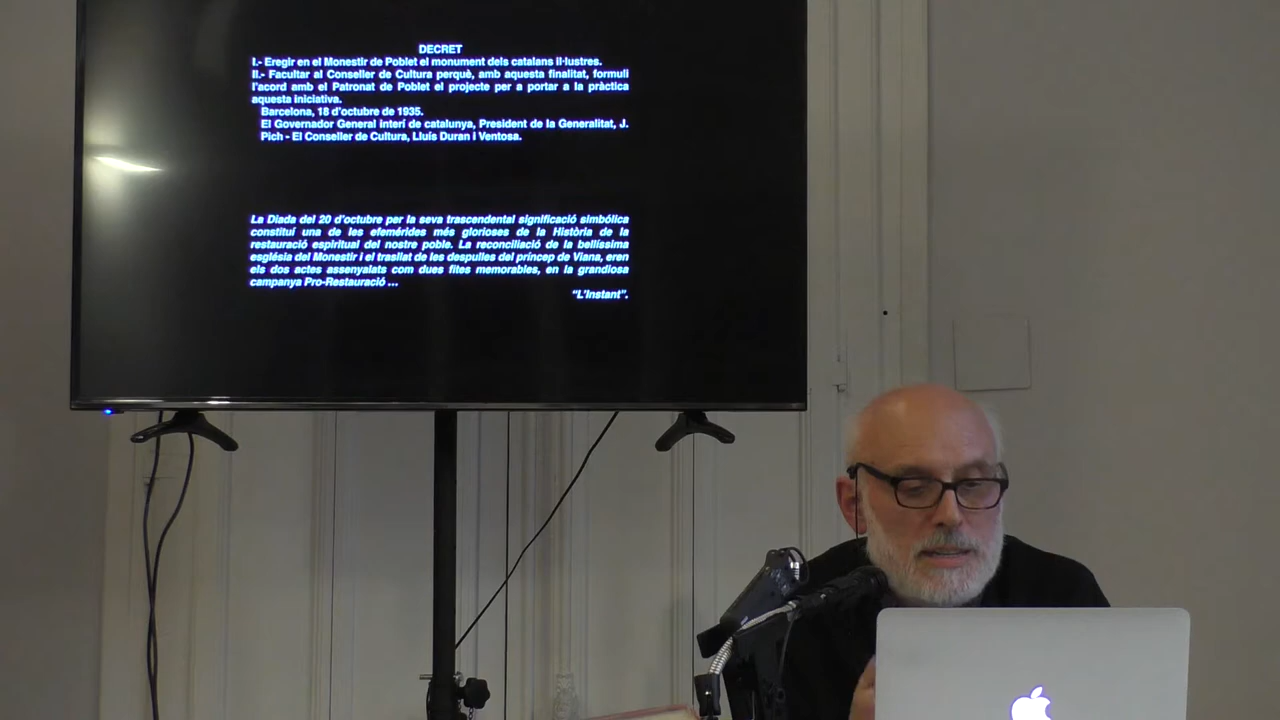 DECRET
I.- Eregir en el Monestir de Poblet el monument dels catalans il·lustres.
II.- Facultar al Conseller de Cultura perquè, amb aquesta finalitat, formuli
l'acord amb el Patronat de Poblet el projecte per a portar a la pràctica
aquesta iniciativa.
Barcelona, 18 d'octubre de 1935.
El Governador General interí de catalunya, President de la Generalitat, J.
Pich - El Conseller de Cultura, Lluís Duran i Ventosa.
La Diada del 20 d'octubre per la seva trascendental significació simbólica
constituí una de les efemérides més glorioses de la Història de la
restauració espiritual del nostre poble. La reconciliació de la bellíssima
església del Monestir i el trasllat de les despulles del príncep de Viana, eren
els dos actes assenyalats com dues fites memorables, en la grandiosa
campanya Pro-Restauració ...
"L'Instant".